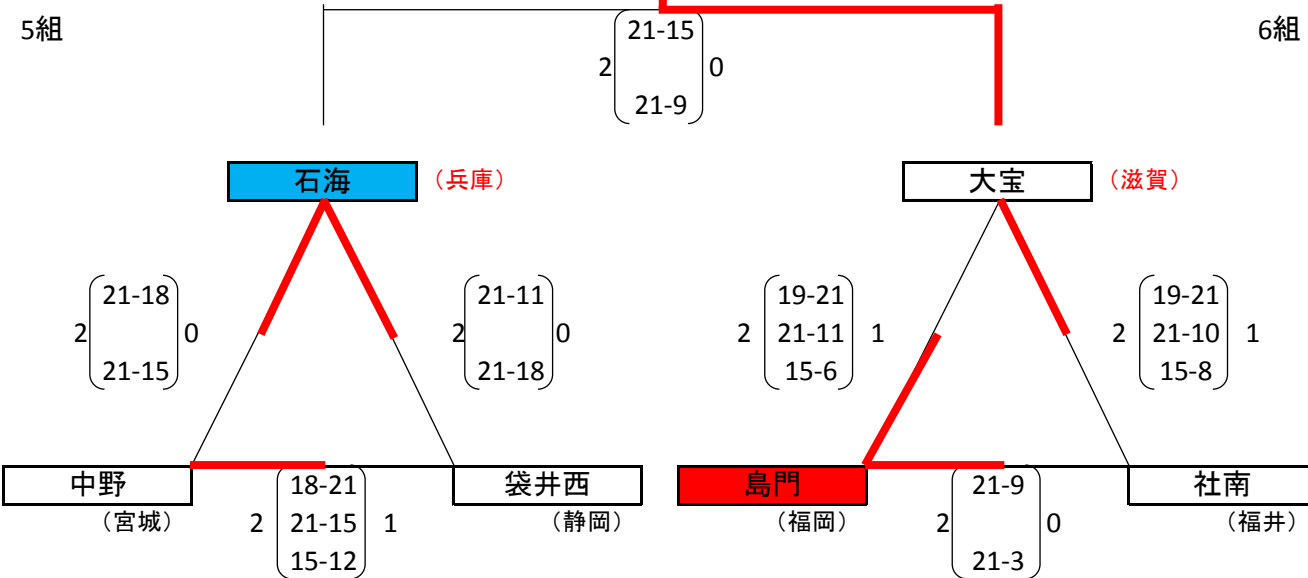 5組
6組
21-15
2 0
21-9
石海 （兵庫）
大宝 （滋賀）
21-18
2 0
21-15
21-11
2 0
21-18
19-21
2 21-11 1
15-6
19-21
2 21-10 1
15-8
中野
袋井西
島門
社南
（宮城）
（静岡）
（福岡）
（福井）
18-21
2 21-15 1
15-12
21-9
2 0
21-3